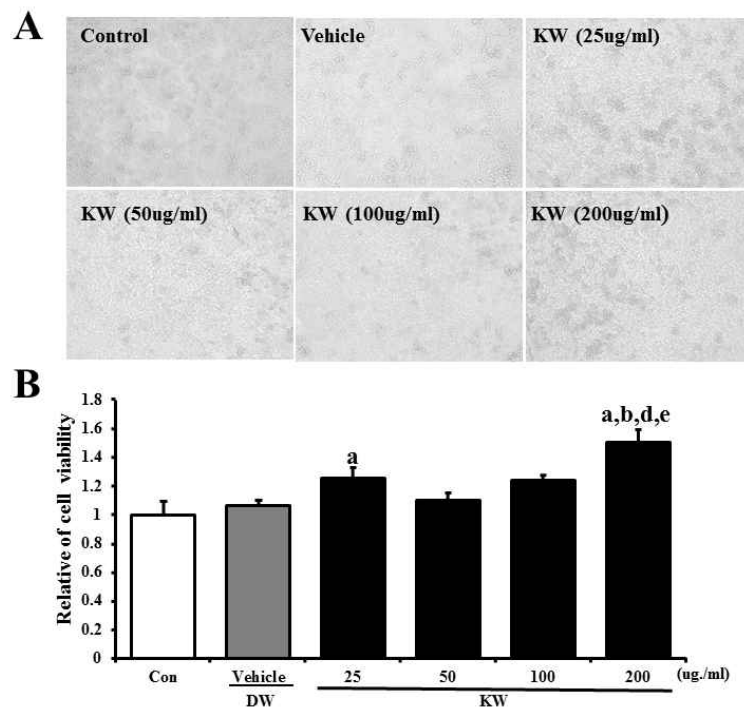 A
Control
Vehicle
KW (25ug/ml)
KW (50ug/ml)
KW (100ug/ml)
KW (200ug/ml)
B
Relative of cell viability
1.8
1.6
1.4
1.2
1
0.8
0.6
0.4
0.2
0
a
a,b,d,e
Con
Vehicle
25
50
100
200
(ug./ml)
DW
KW